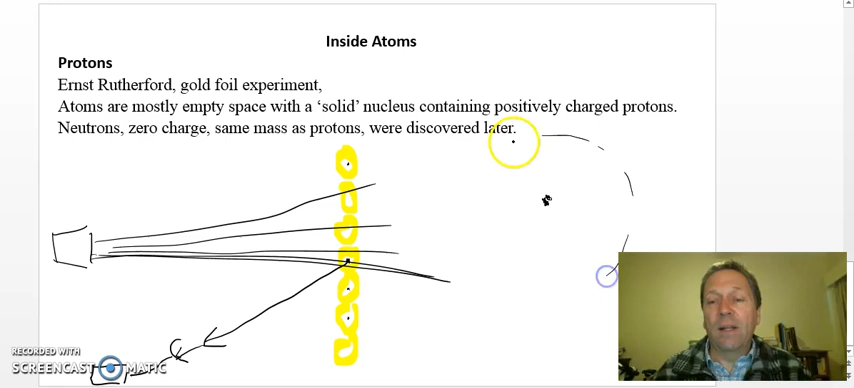 Inside Atoms
Protons
Ernst Rutherford, gold foil experiment,
Atoms are mostly empty space with a ‘solid’ nucleus containing positively charged protons.
Neutrons, zero charge, same mass as protons, were discovered later.
RECORDED WITH
SCREENCAST MATIC